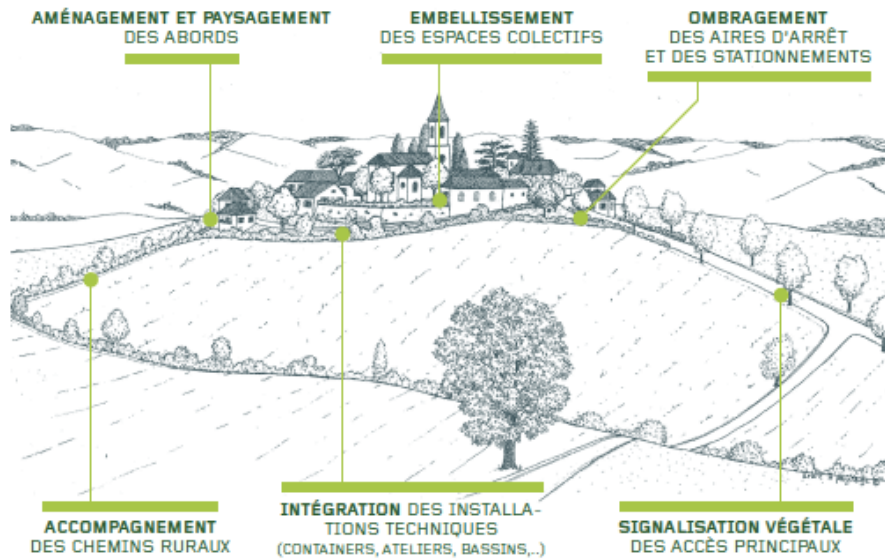 AMÉNAGEMENT ET PAYSAGEMENT
DES ABORDS
EMBELLISSEMENT
DES ESPACES COLECTIFS
OMBRAGEMENT
DES AIRES D'ARRÊT
ET DES STATIONNEMENTS
ACCOMPAGNEMENT
DES CHEMINS RURAUX
INTÉGRATION DES INSTALLA-
TIONS TECHNIQUES
(CONTAINERS, ATELIERS, BASSINS,..)
SIGNALISATION VÉGÉTALE
DES ACCÈS PRINCIPAUX